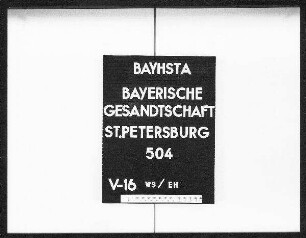 BAYHSTA
BAYERISCHE
GESANDTSCHAFT
ST.PETERSBURG
504
V-16 WS/EH